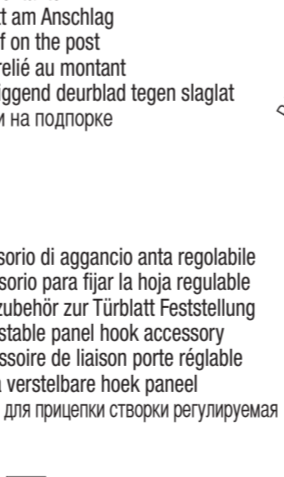 t am Anschlag
f on the post
relié au montant
iggend deurblad tegen slaglat
и на подпорке
sorio di aggancio anta regolabile
sorio para fijar la hoja regulable
zubehör zur Türblatt Feststellung
stable panel hook accessory
ssoire de liaison porte réglable
a verstelbare hoek paneel
для прицепки створки регулируемая